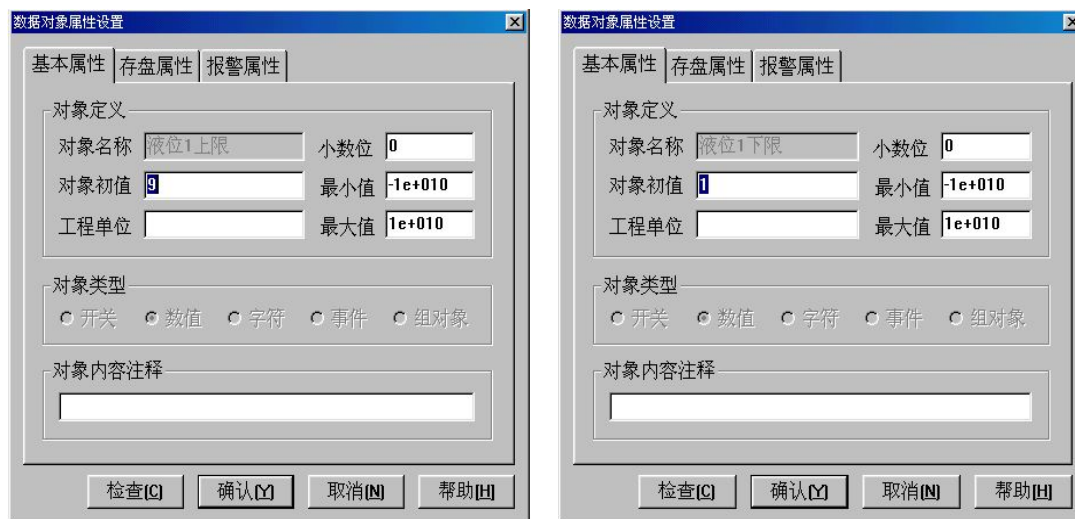 数据对象属性设置
基本属性 存盘属性 报警属性
对象定义
对象名称 液位1上限 小数位 0
对象初值 9 最小值 -1e+010
工程单位 最大值 1e+010
对象类型
开关 数值 字符 事件 组对象
对象内容注释
检查[C] 确认[Y] 取消[N] 帮助[H]
数据对象属性设置
基本属性 存盘属性 报警属性
对象定义
对象名称 液位1下限 小数位 0
对象初值 1 最小值 -1e+010
工程单位 最大值 1e+010
对象类型
开关 数值 字符 事件 组对象
对象内容注释
检查[C] 确认[Y] 取消[N] 帮助[H]